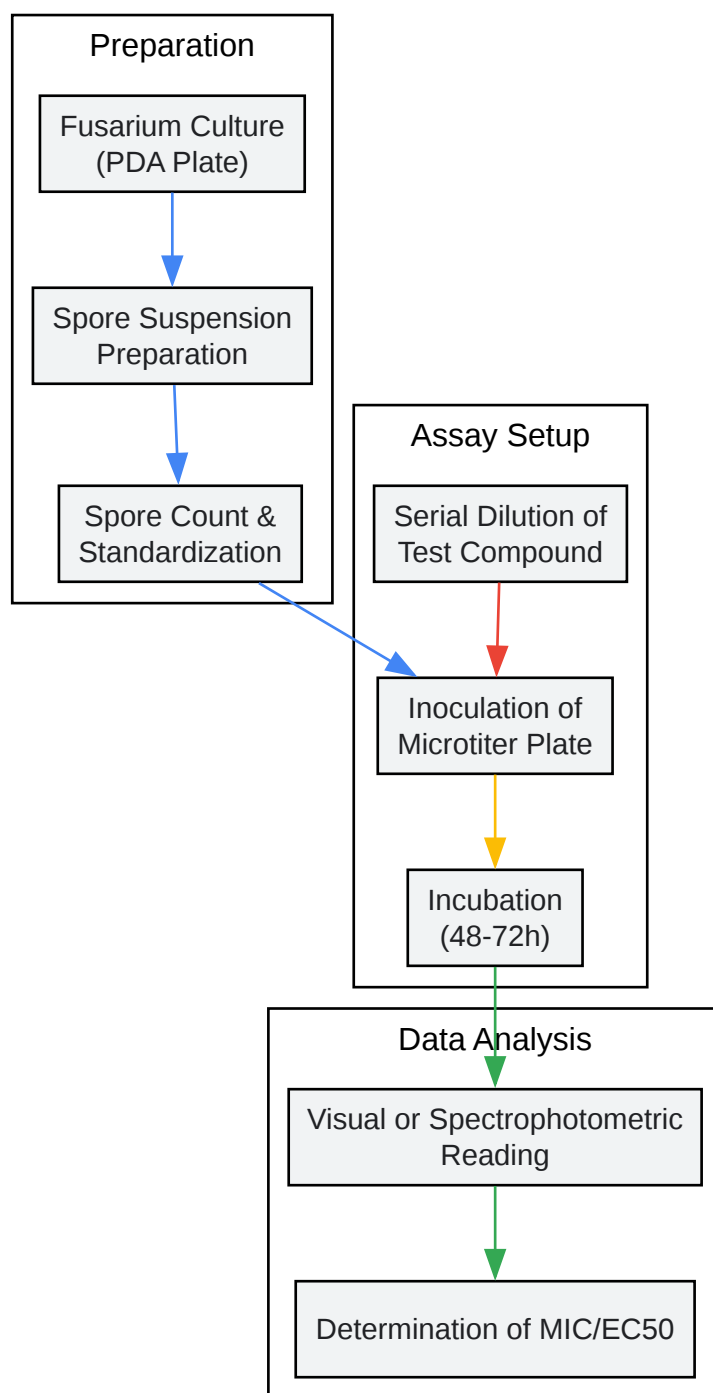 Preparation
Fusarium Culture
(PDA Plate)
Spore Suspension
Preparation
Spore Count &
Standardization
Assay Setup
Serial Dilution of
Test Compound
Inoculation of
Microtiter Plate
Incubation
(48-72h)
Data Analysis
Visual or Spectrophotometric
Reading
Determination of MIC/EC50